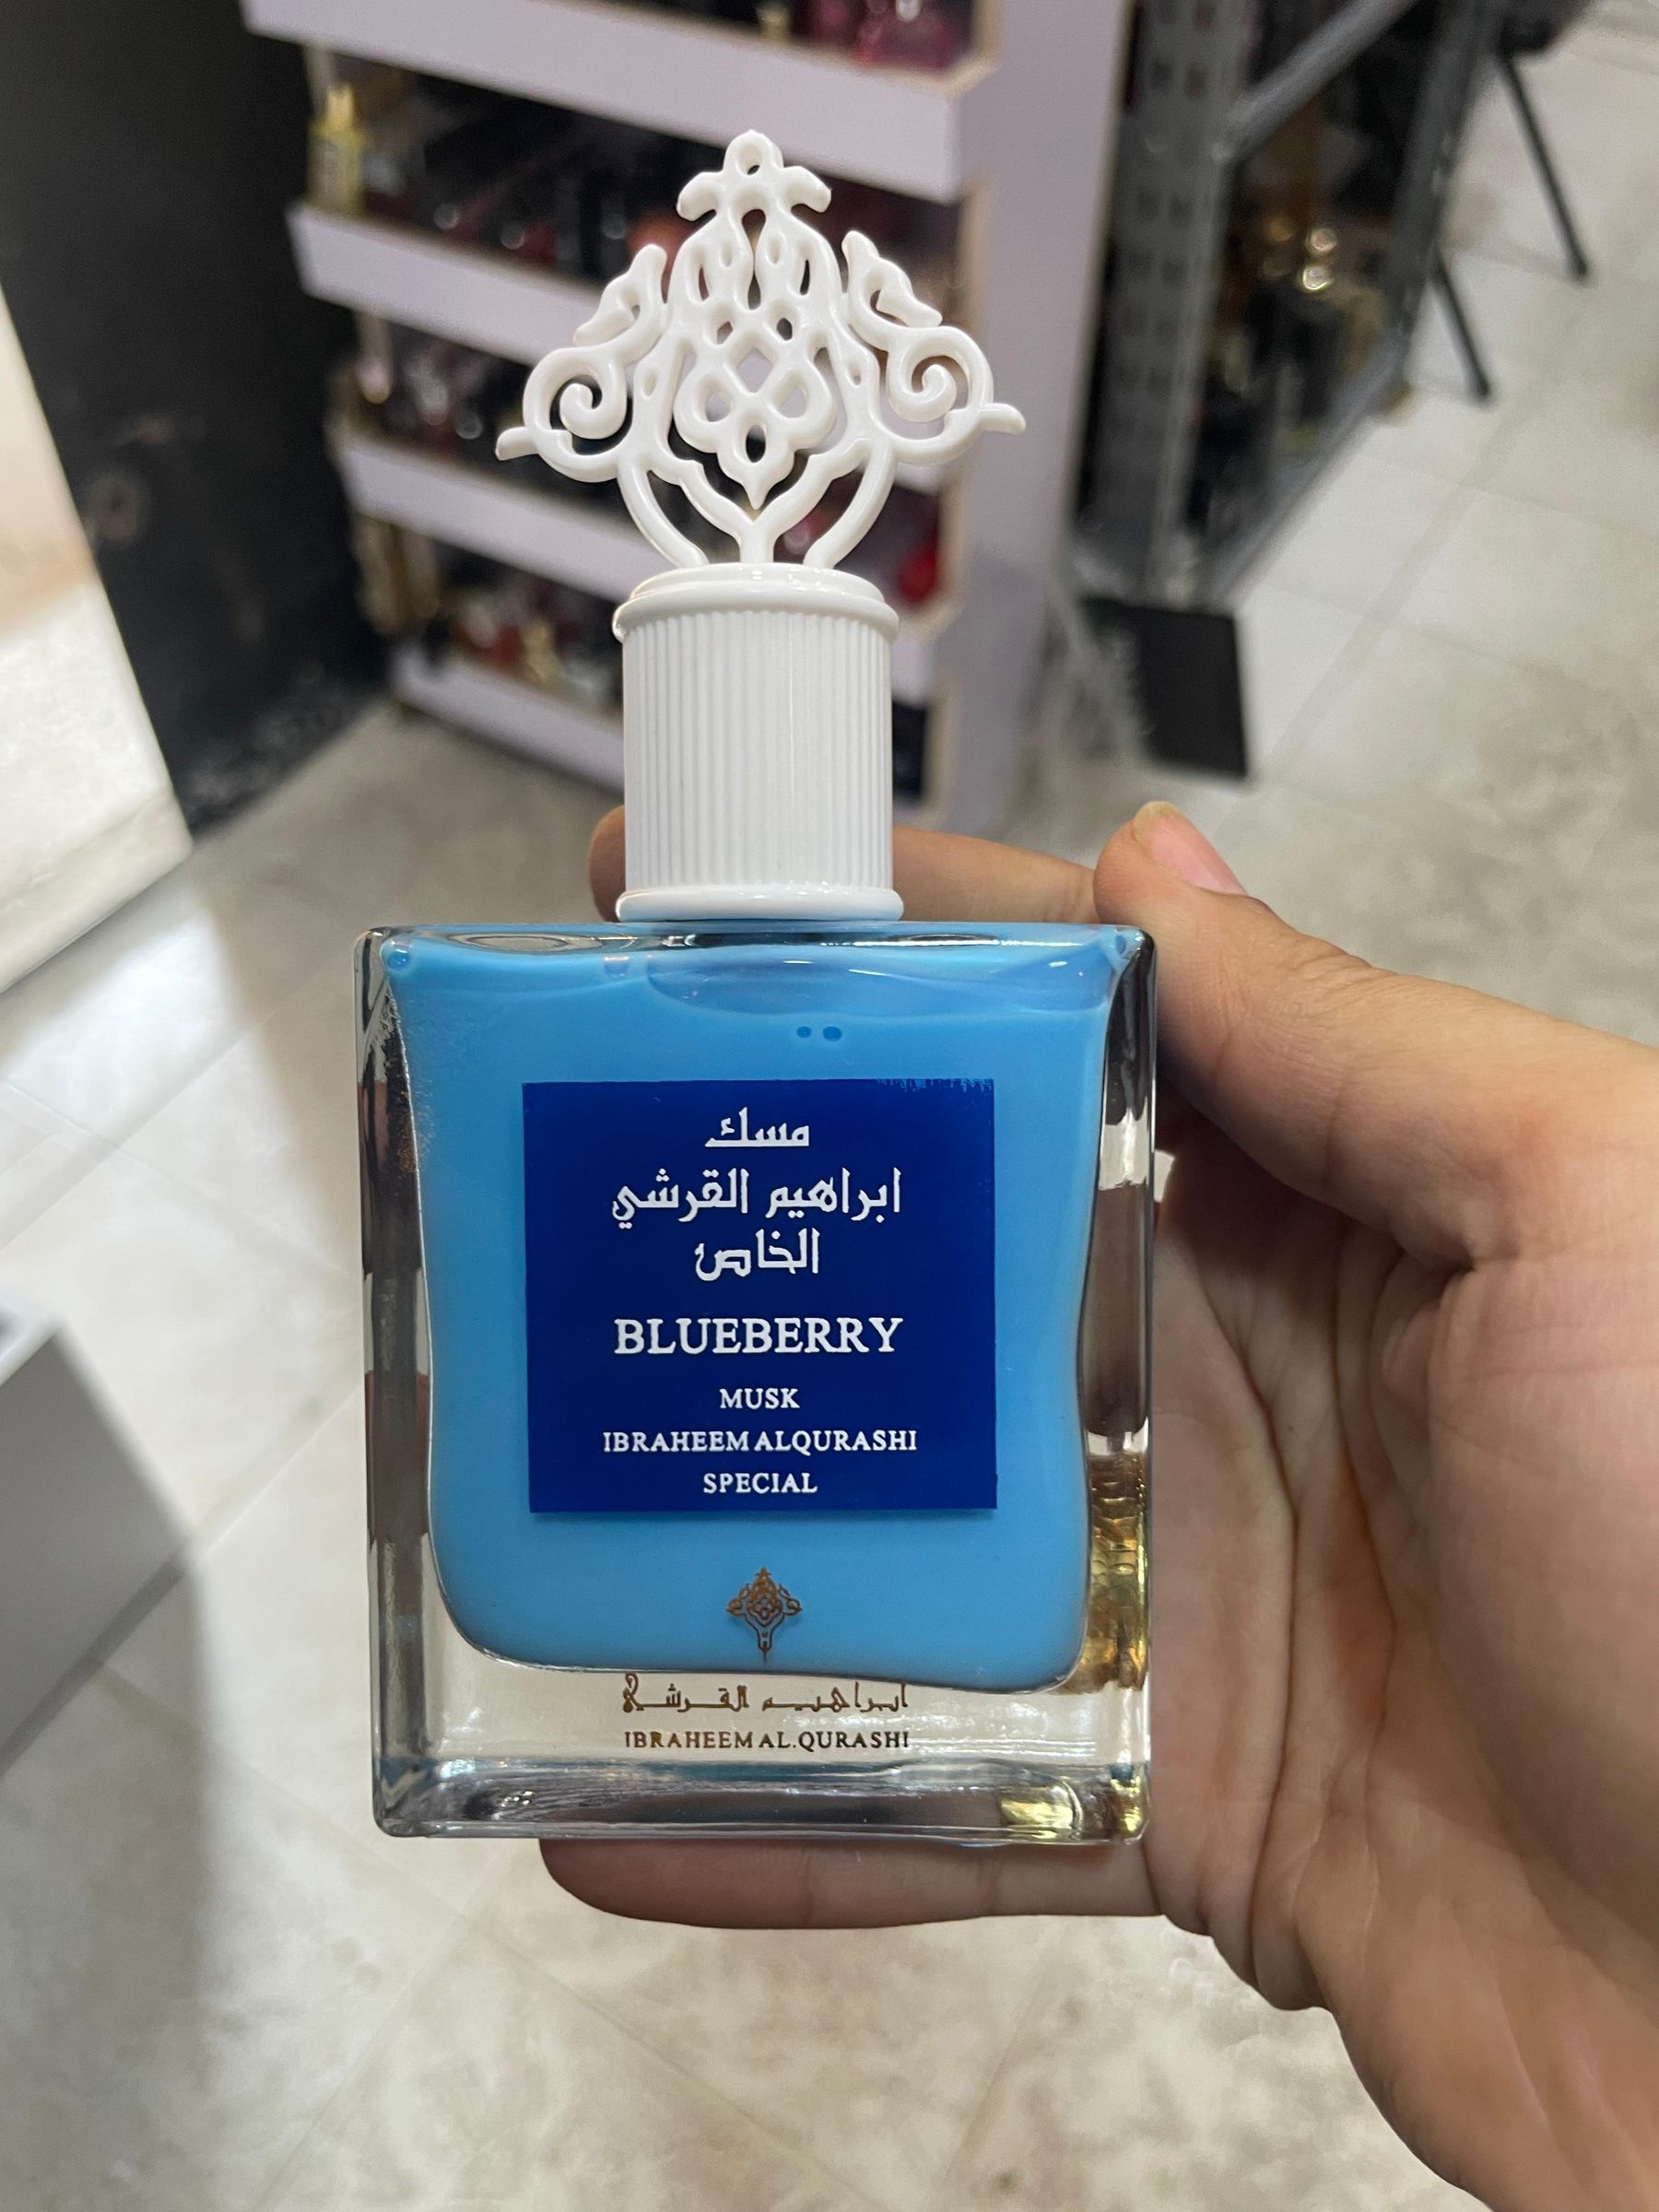 مسك
ابراهيم القرشي
الخاص
BLUEBERRY
MUSK
IBRAHEEM ALQURASHI
SPECIAL
ابراهيم القرشي
IBRAHEEM AL.QURASHI